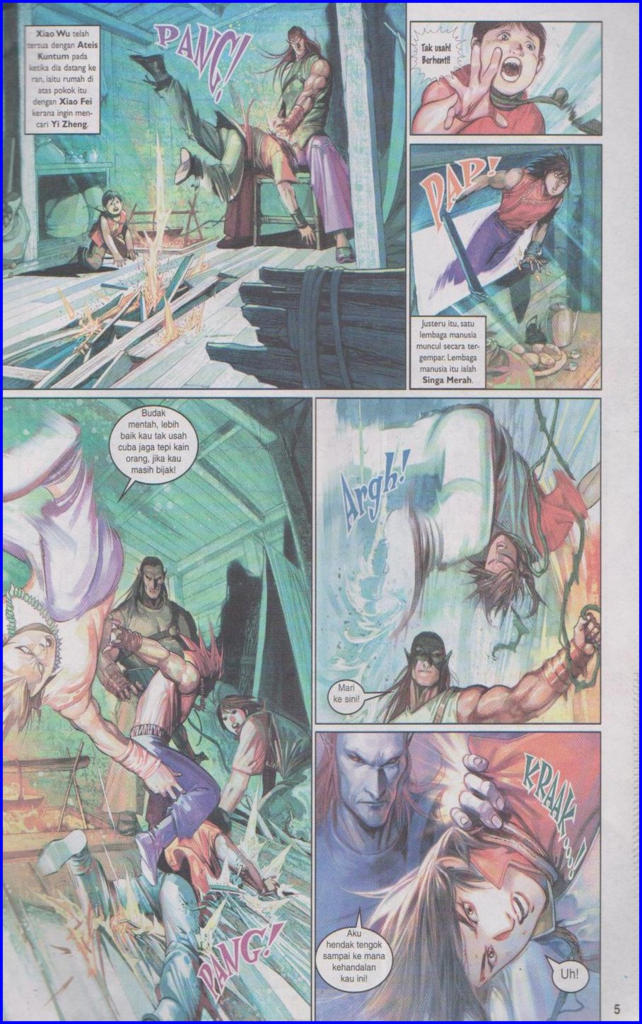 Xiao Wu telah
tersua dengan Ateis
Kuntum pada
ketika dia datang ke
ran, iaitu rumah di
atas pokok itu
dengan Xiao Fei
kerana ingin men-
cari Yi Zheng.
PANG!
Tak usah!
Berhenti!
PAP!
Justeru itu, satu
lembaga manusia
muncul secara ter-
gempar. Lembaga
manusia itu ialah
Singa Merah.
Budak
mentah, lebih
baik kau tak usah
cuba jaga tepi kain
orang, jika kau
masih bijak!
PANG!
Argh!
Mari
ke sini!
KRAAK...!
Aku
hendak tengok
sampai ke mana
kehandalan
kau ini!
Uh!
5